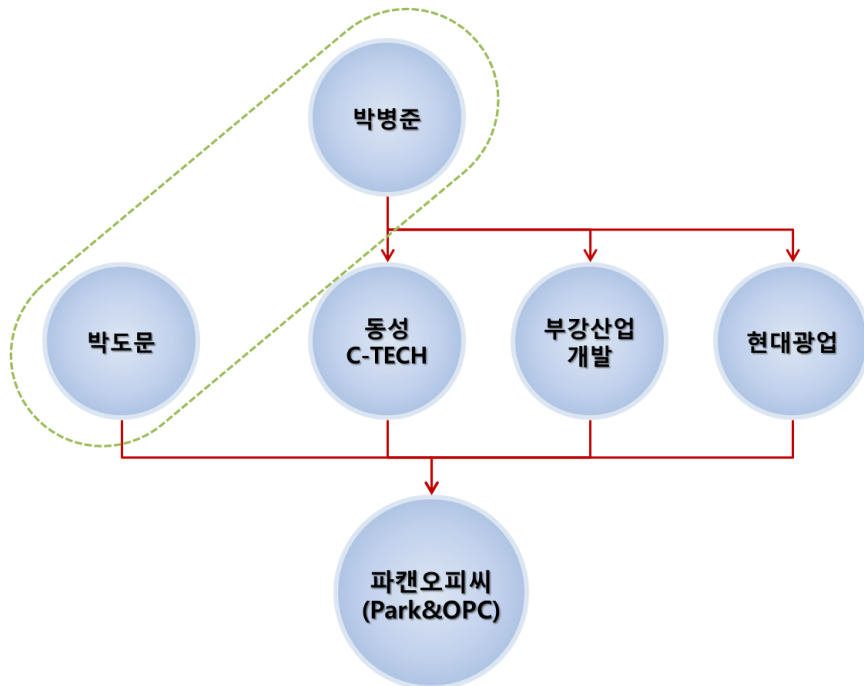 박병준
박도문
동성
C-TECH
부강산업
개발
현대광업
파캔오피씨
(Park&OPC)